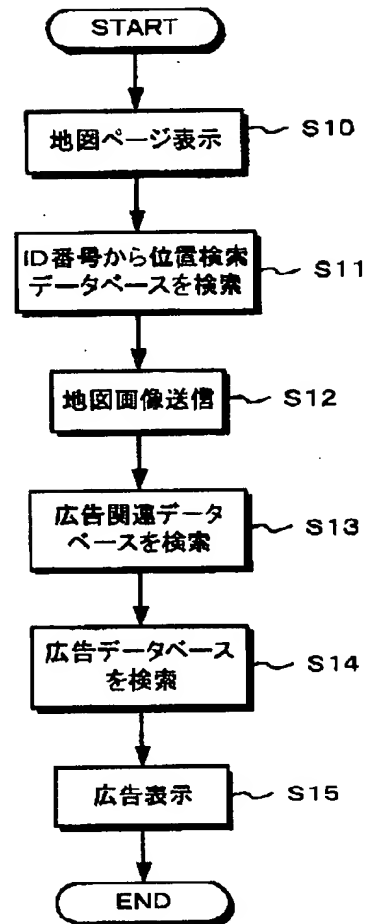 START
地図ページ表示
S10
ID番号から位置検索
データベースを検索
S11
地図画像送信
S12
広告関連データ
ベースを検索
S13
広告データベース
を検索
S14
広告表示
S15
END